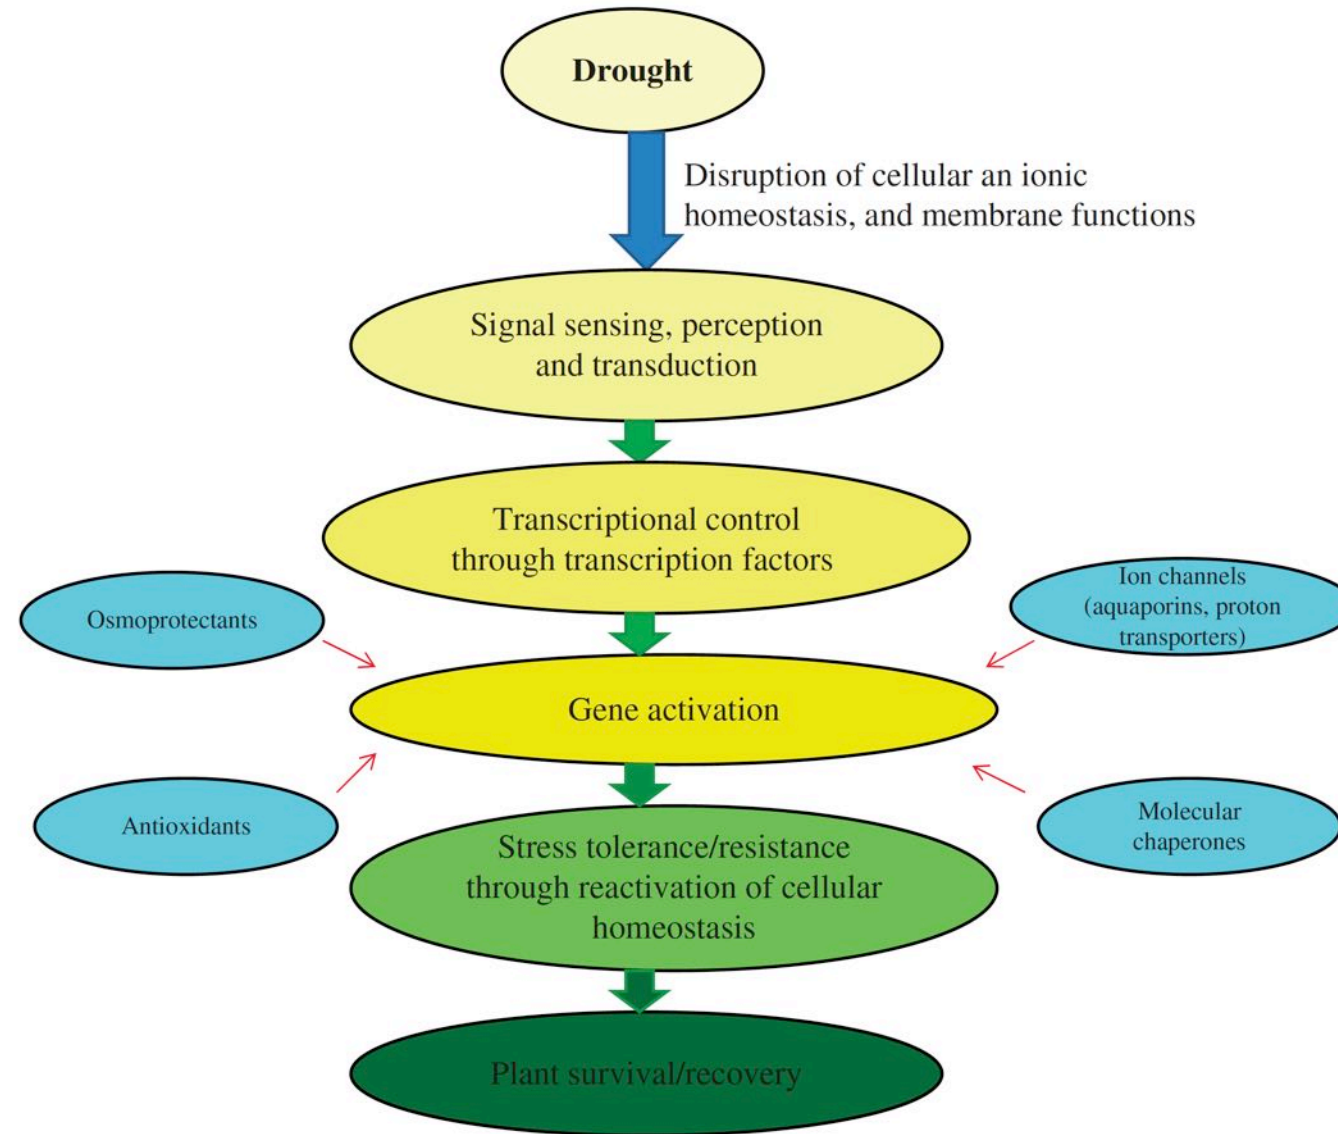 Drought
Disruption of cellular an ionic
homeostasis, and membrane functions
Signal sensing, perception
and transduction
Transcriptional control
through transcription factors
Osmoprotectants
Ion channels
(aquaporins, proton
transporters)
Gene activation
Antioxidants
Molecular
chaperones
Stress tolerance/resistance
through reactivation of cellular
homeostasis
Plant survival/recovery